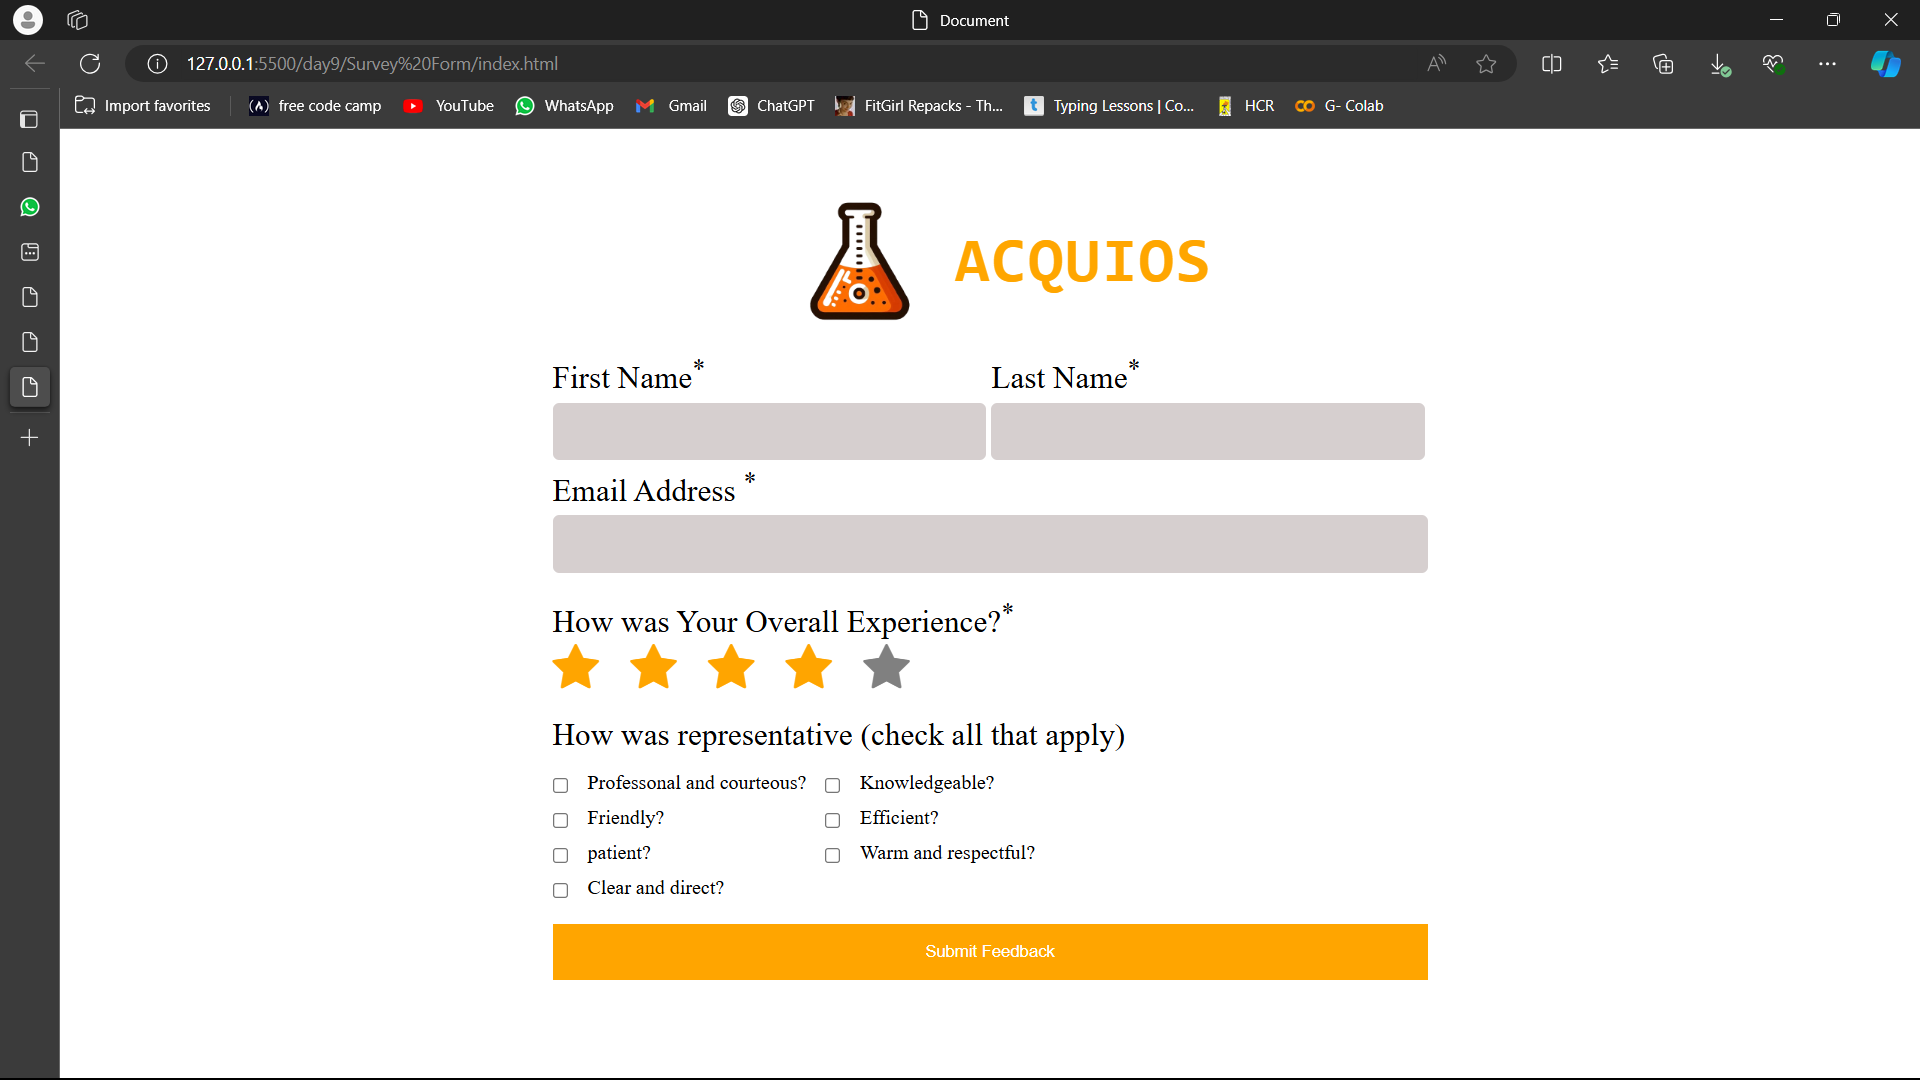 Document
127.0.0.1:5500/day9/Survey%20Form/index.html
Import favorites free code camp YouTube WhatsApp Gmail ChatGPT FitGirl Repacks - Th... Typing Lessons | Co... HCR G- Colab
ACQUIOS
First Name* Last Name*
Email Address *
How was Your Overall Experience?*
How was representative (check all that apply)
Professonal and courteous? Knowledgeable?
Friendly? Efficient?
patient? Warm and respectful?
Clear and direct?
Submit Feedback